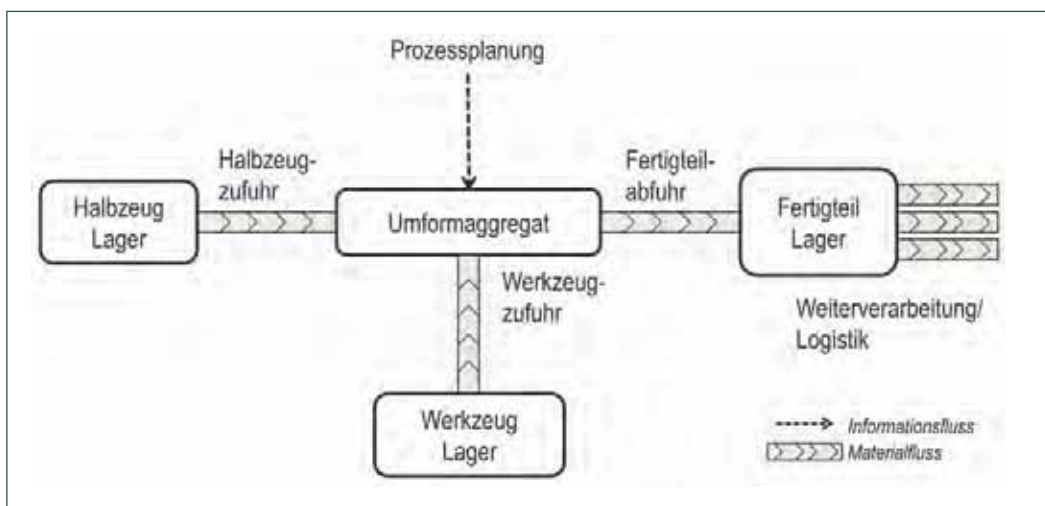 Prozessplanung
Halbzeug-
zufuhr
Fertigteil-
abfuhr
Halbzeug
Lager
Umformaggregat
Fertigteil
Lager
Werkzeug-
zufuhr
Weiterverarbeitung/
Logistik
Werkzeug
Lager
Informationsfluss
Materialfluss